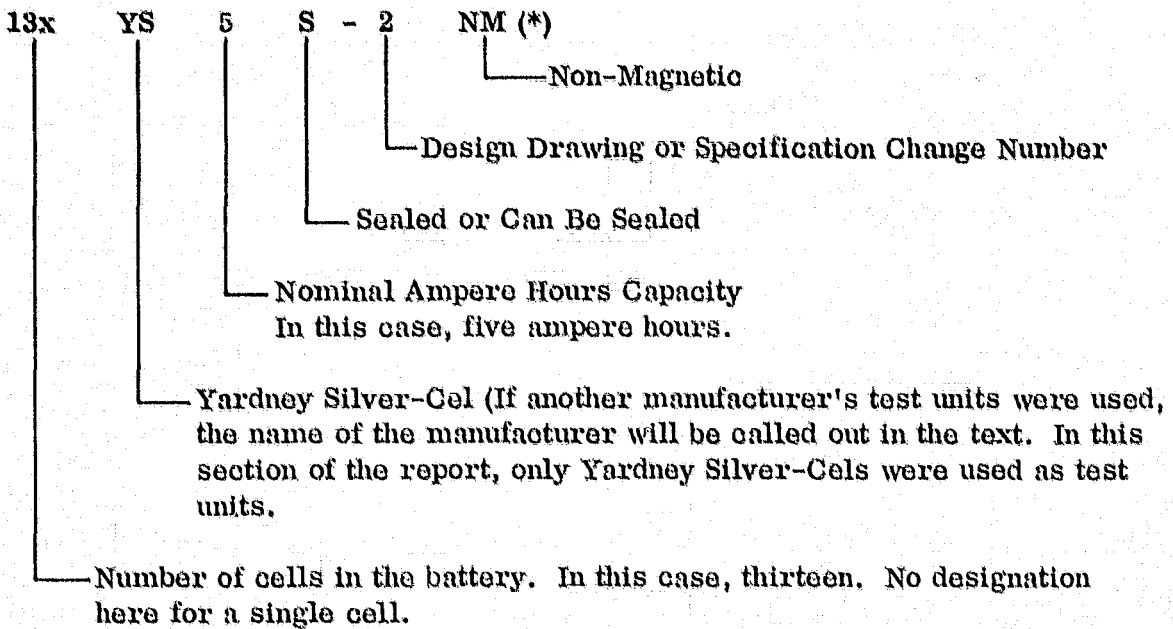 13x YS 5 S - 2 NM (*)
Non-Magnetic
Design Drawing or Specification Change Number
Sealed or Can Be Sealed
Nominal Ampere Hours Capacity
In this case, five ampere hours.
Yardney Silver-Cel (If another manufacturer's test units were used,
the name of the manufacturer will be called out in the text. In this
section of the report, only Yardney Silver-Cels were used as test
units.
Number of cells in the battery. In this case, thirteen. No designation
here for a single cell.